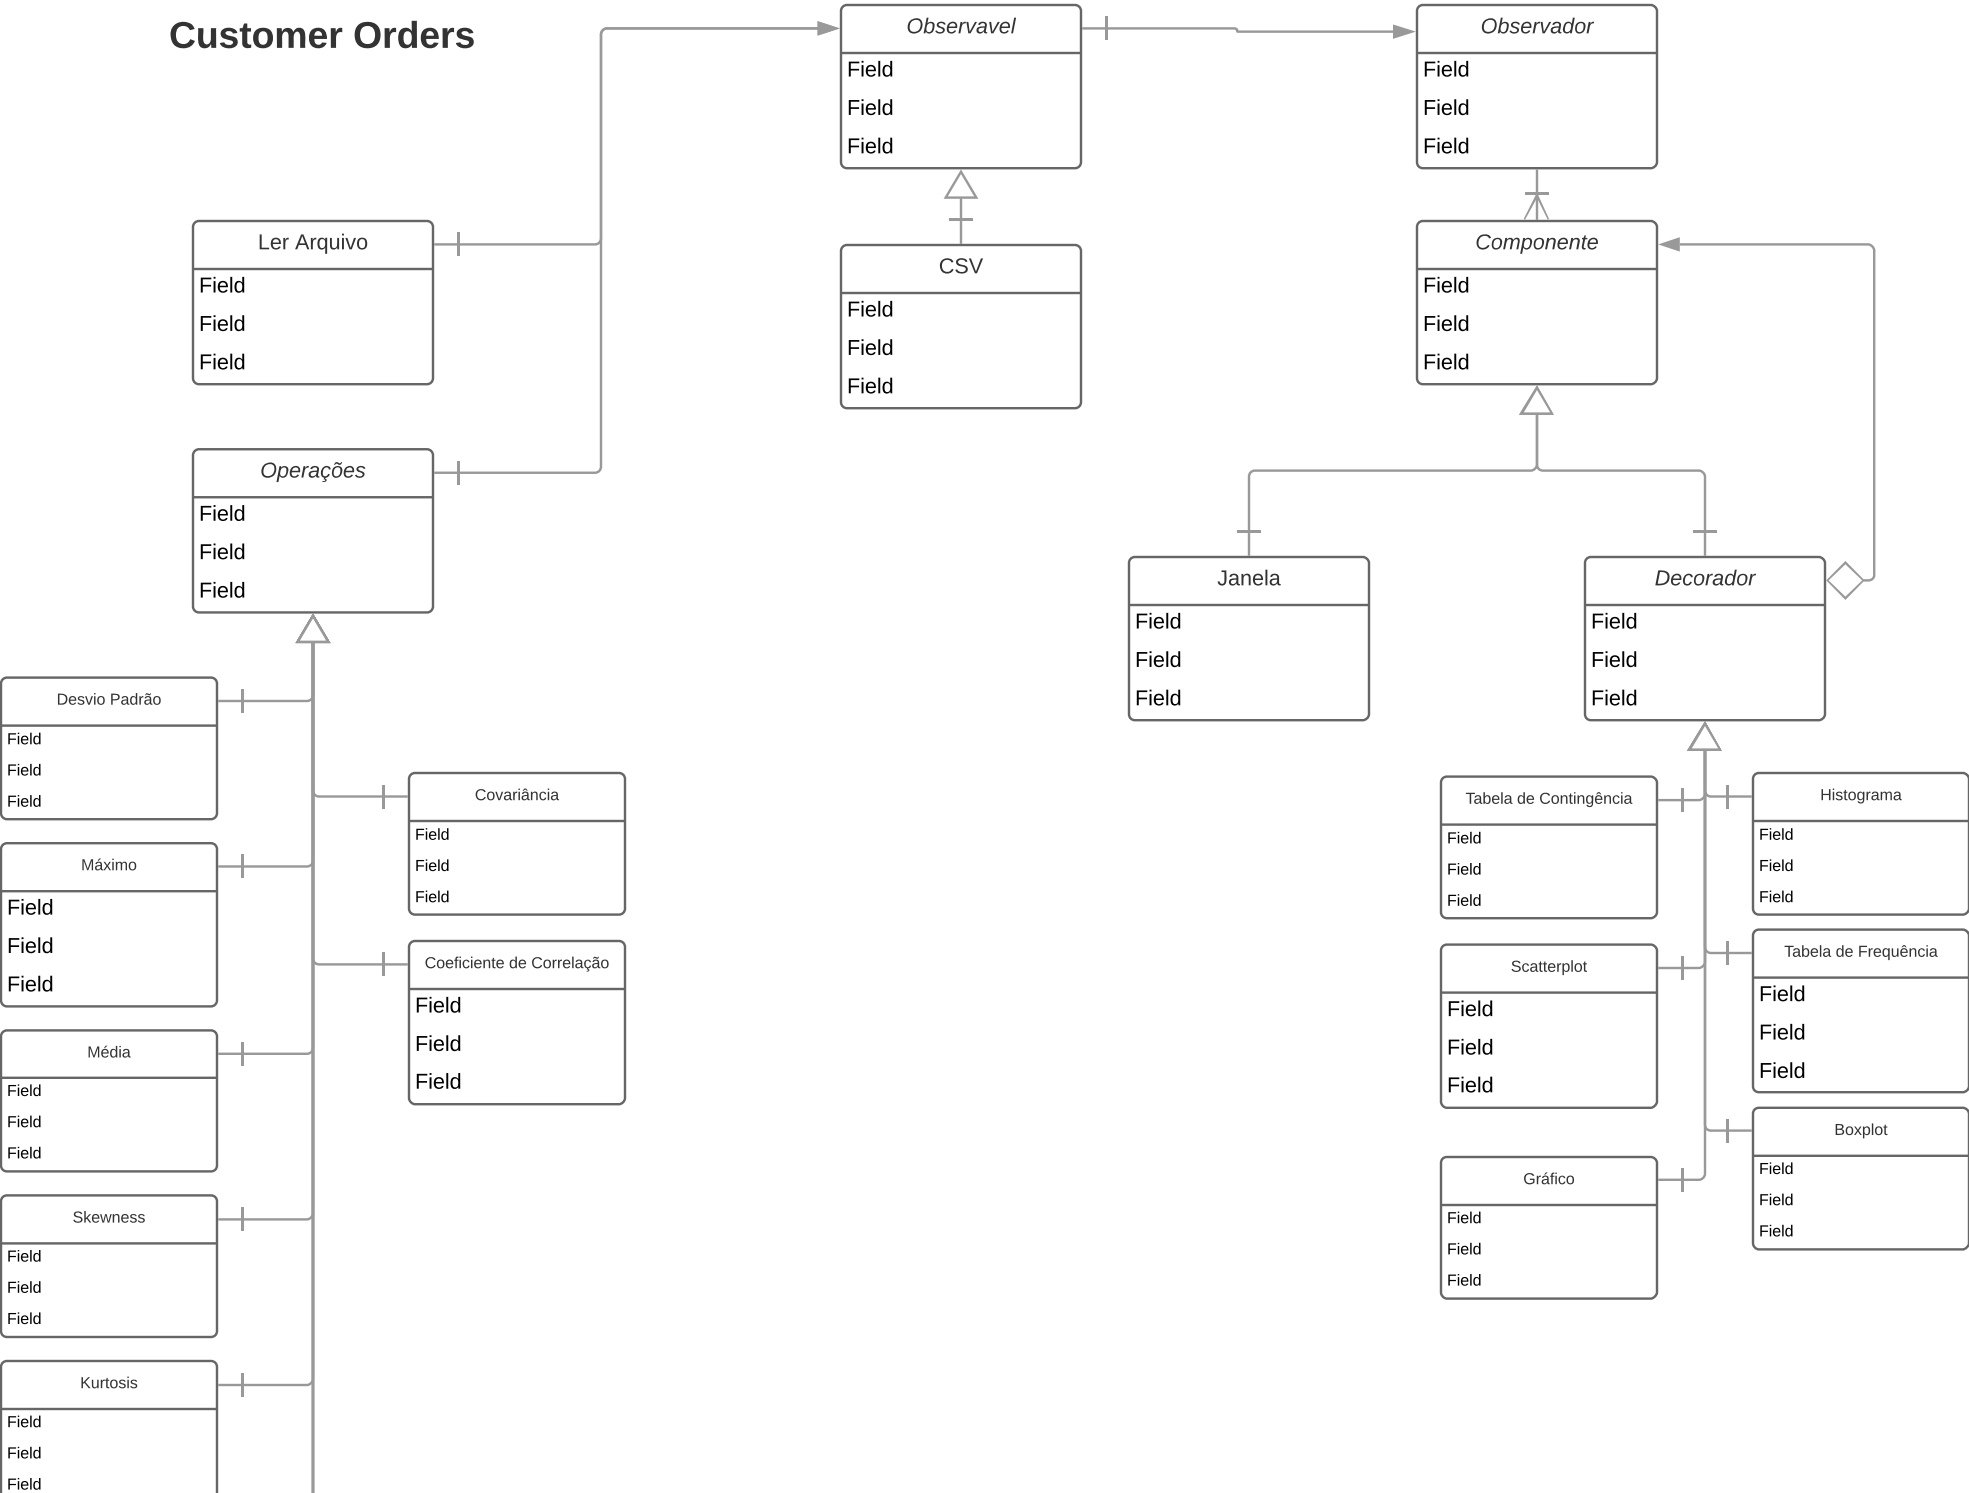 Customer Orders
Observavel
Field
Field
Field
Observador
Field
Field
Field
Ler Arquivo
Field
Field
Field
CSV
Field
Field
Field
Componente
Field
Field
Field
Operações
Field
Field
Field
Janela
Field
Field
Field
Decorador
Field
Field
Field
Desvio Padrão
Field
Field
Field
Covariância
Field
Field
Field
Máximo
Field
Field
Field
Coeficiente de Correlação
Field
Field
Field
Média
Field
Field
Field
Skewness
Field
Field
Field
Kurtosis
Field
Field
Field
Tabela de Contingência
Field
Field
Field
Histograma
Field
Field
Field
Scatterplot
Field
Field
Field
Tabela de Frequência
Field
Field
Field
Gráfico
Field
Field
Field
Boxplot
Field
Field
Field